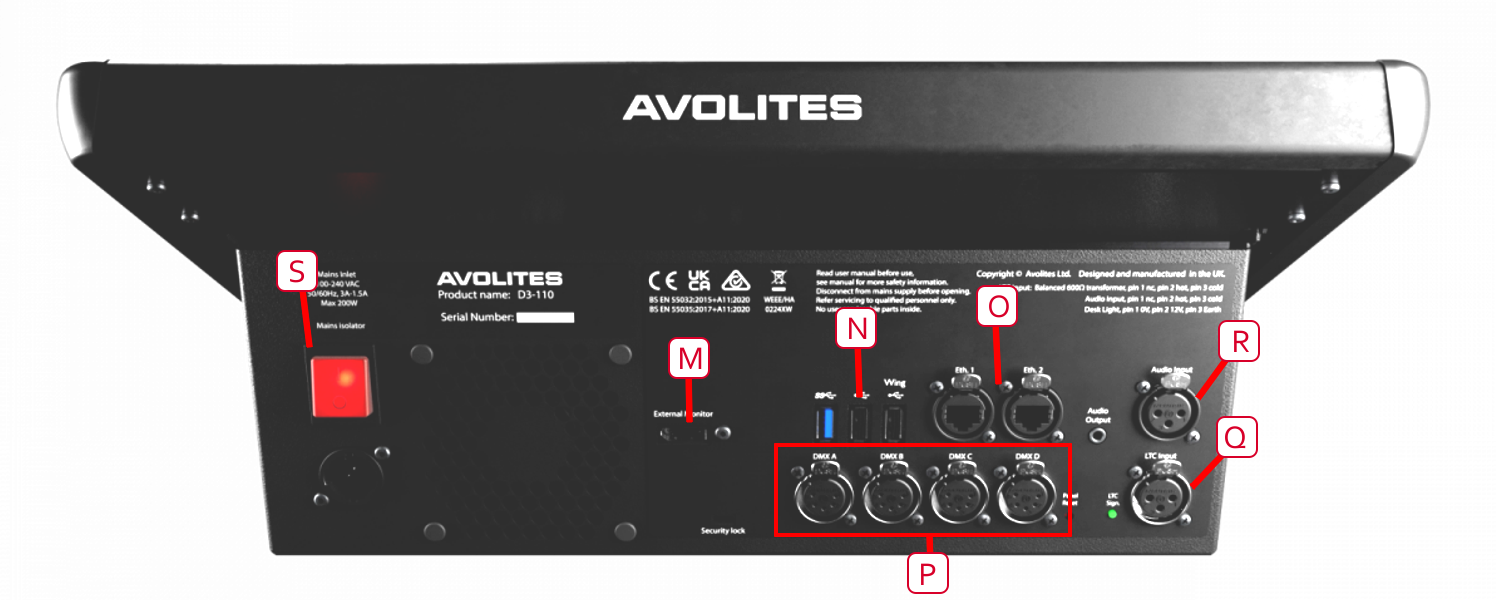 AVOLITES
S
Mains Inlet
100-240 VAC
50/60Hz, 3A-1.5A
Max 200W
Mains isolator
AVOLITES
Product name: D3-110
Serial Number:
CE UK CA
BS EN 55032:2015+A11:2020
BS EN 55035:2017+A11:2020
WEEE/HA
0224XW
Read user manual before use,
see manual for more safety information.
Disconnect from mains supply before opening.
Refer servicing to qualified personnel only.
No user parts inside.
Copyright © Avolites Ltd. Designed and manufactured in the UK.
Input: Balanced 600Ω transformer, pin 1 nc, pin 2 hot, pin 3 cold
Audio Input, pin 1 nc, pin 2 hot, pin 3 cold
Desk Light, pin 1 0V, pin 2 12V, pin 3 Earth
M
N
O
R
External Monitor
Wing
Eth. 1
Eth. 2
Audio Input
Audio
Output
Q
DMX A
DMX B
DMX C
DMX D
LTC Input
Panel
Reset
LTC
Sign.
Security lock
P